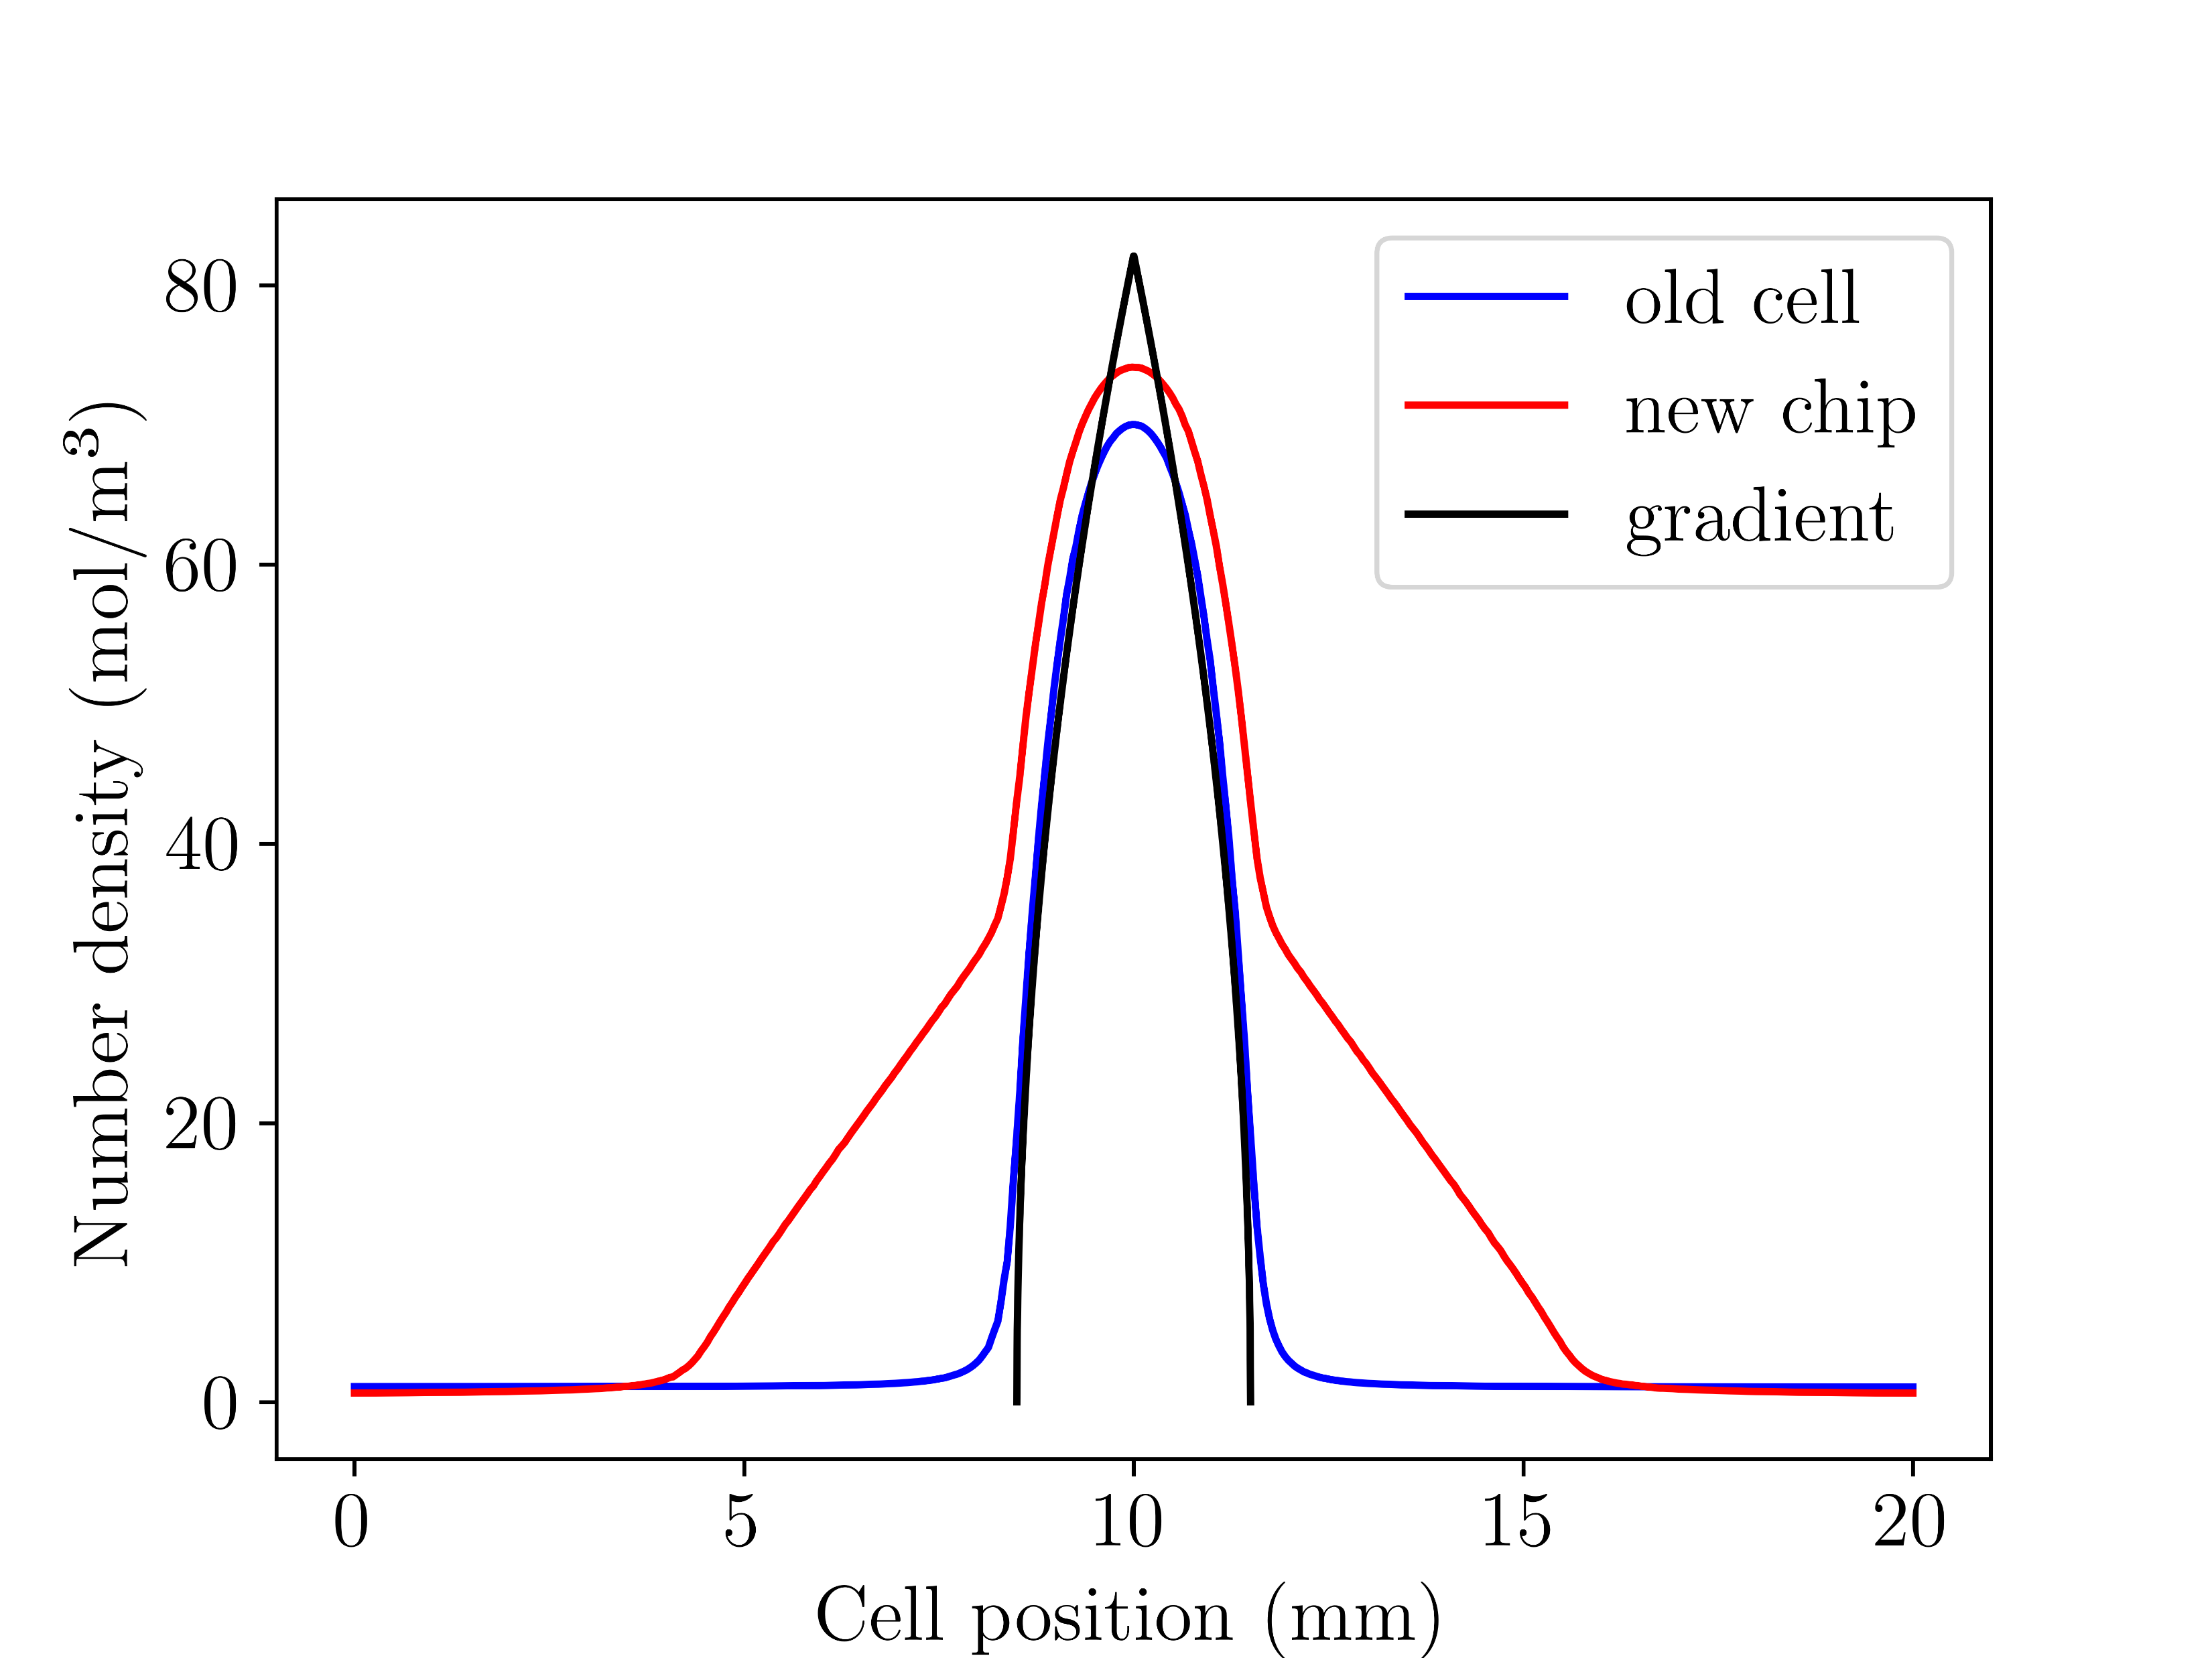 Number density (mol/m³)
80
60
40
20
0
old cell
new chip
gradient
0 5 10 15 20
Cell position (mm)